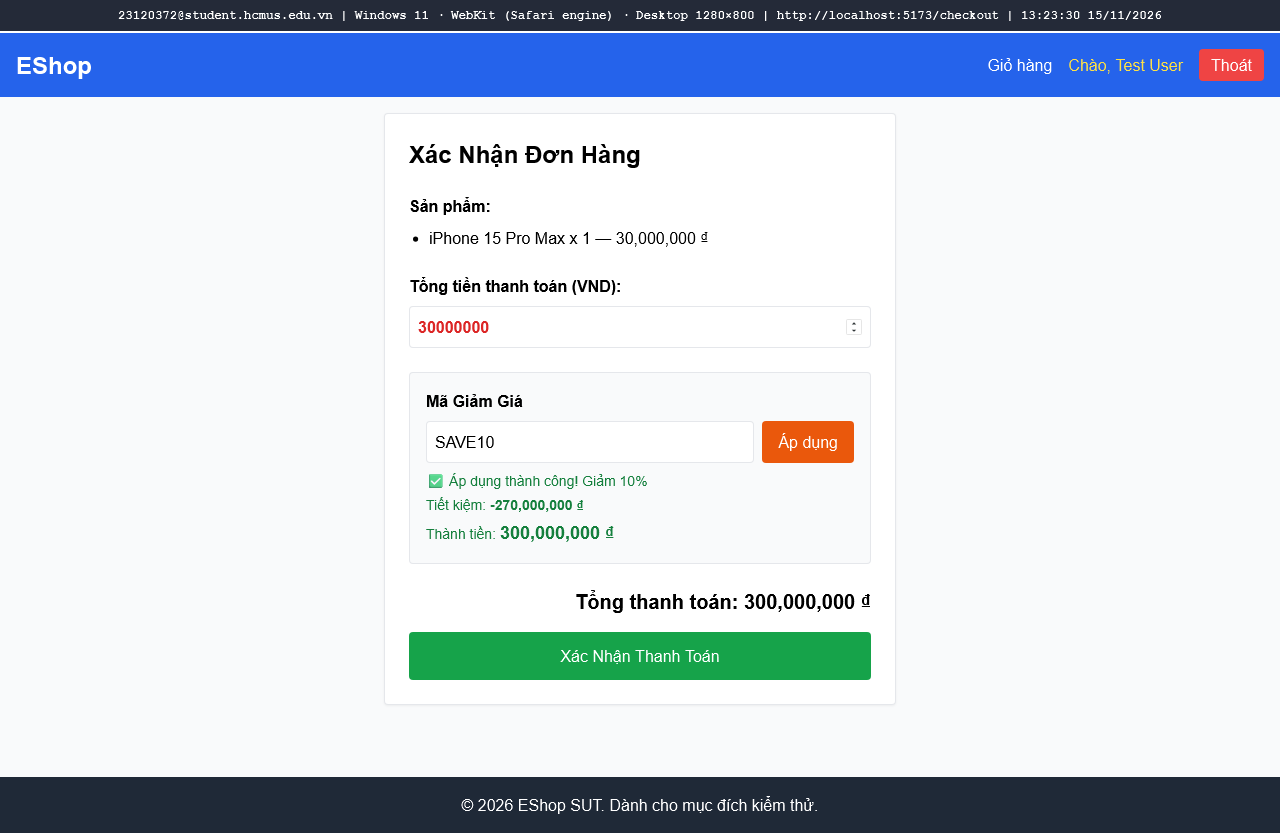 23120372@student.hcmus.edu.vn | Windows 11 · WebKit (Safari engine) · Desktop 1280×800 | http://localhost:5173/checkout | 13:23:30 15/11/2026
EShop
Giỏ hàng
Chào, Test User
Thoát
Xác Nhận Đơn Hàng
Sản phẩm:
• iPhone 15 Pro Max x 1 — 30,000,000 ₫
Tổng tiền thanh toán (VND):
30000000
Mã Giảm Giá
SAVE10
Áp dụng
✅ Áp dụng thành công! Giảm 10%
Tiết kiệm: -270,000,000 ₫
Thành tiền: 300,000,000 ₫
Tổng thanh toán: 300,000,000 ₫
Xác Nhận Thanh Toán
© 2026 EShop SUT. Dành cho mục đích kiểm thử.